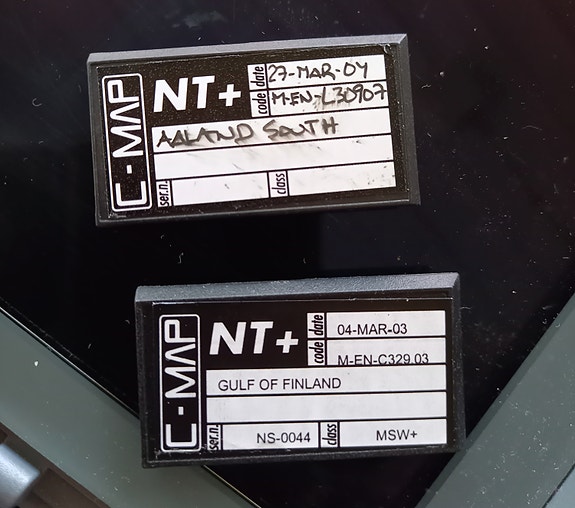 C-MAP
NT+
date 27-MAR-04
code M-EN-L30907
AALAND SOUTH
ser.n. class
C-MAP
NT+
date 04-MAR-03
code M-EN-C329.03
GULF OF FINLAND
ser.n. NS-0044 class MSW+